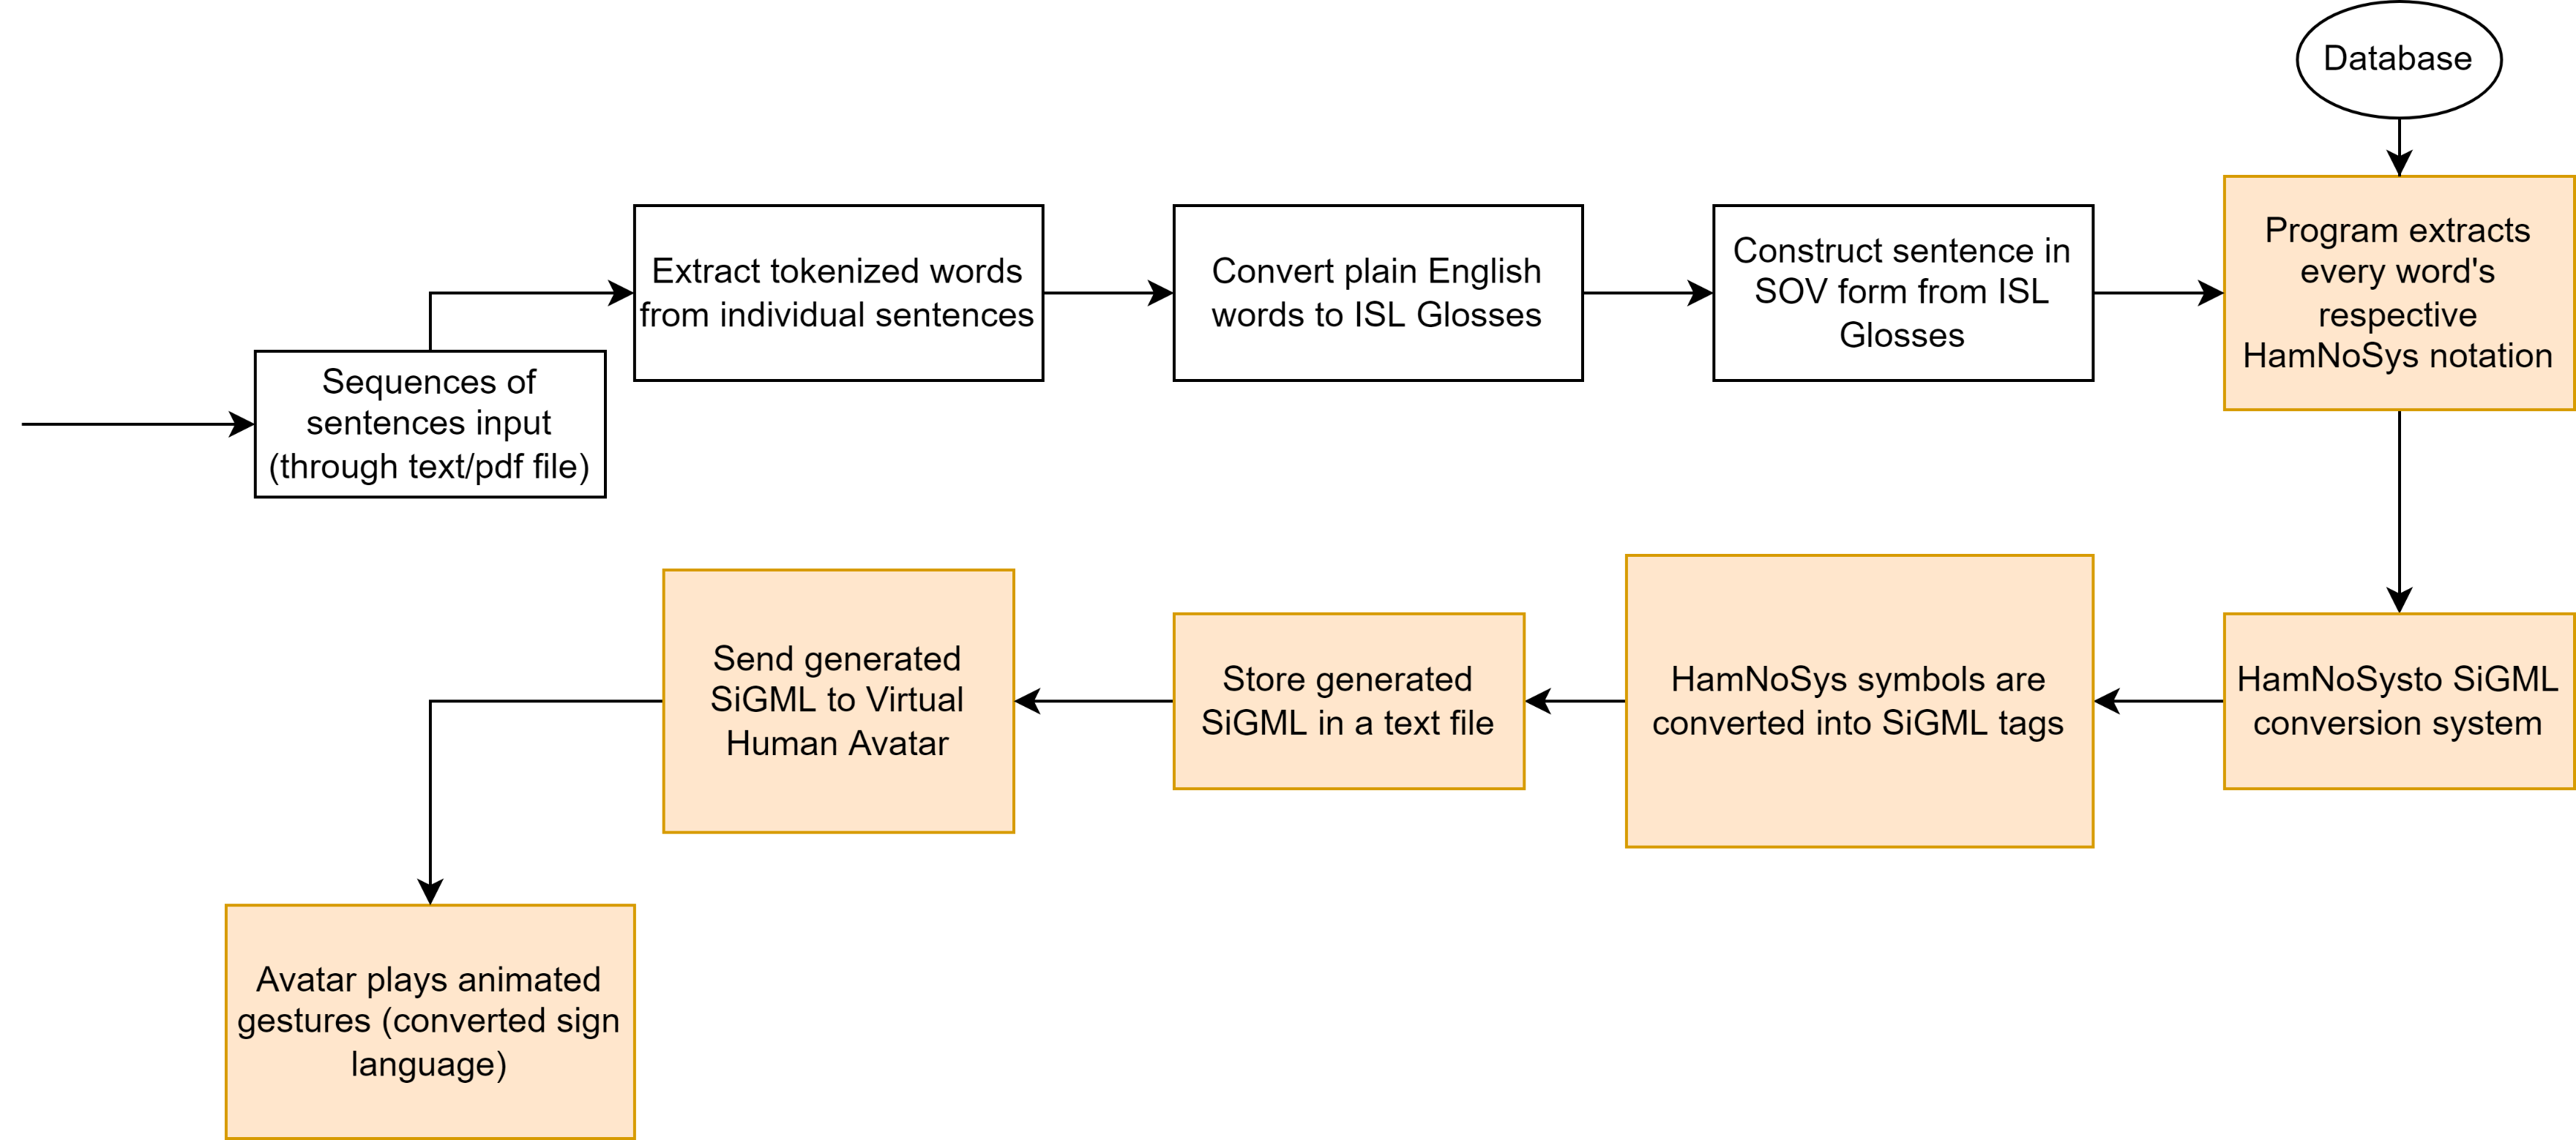 Database
Sequences of
sentences input
(through text/pdf file)
Extract tokenized words
from individual sentences
Convert plain English
words to ISL Glosses
Construct sentence in
SOV form from ISL
Glosses
Program extracts
every word's
respective
HamNoSys notation
HamNoSysto SiGML
conversion system
HamNoSys symbols are
converted into SiGML tags
Store generated
SiGML in a text file
Send generated
SiGML to Virtual
Human Avatar
Avatar plays animated
gestures (converted sign
language)